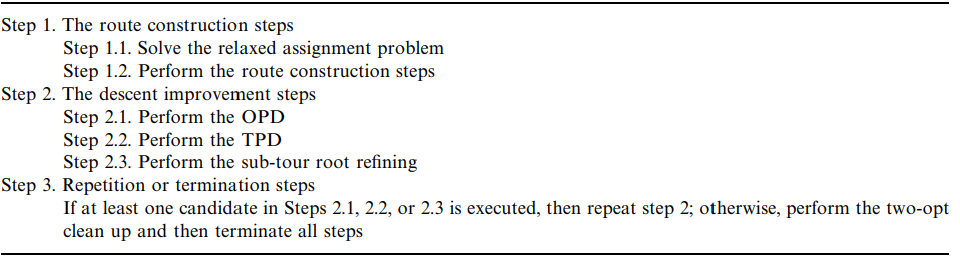 Step 1. The route construction steps
Step 1.1. Solve the relaxed assignment problem
Step 1.2. Perform the route construction steps
Step 2. The descent improvement steps
Step 2.1. Perform the OPD
Step 2.2. Perform the TPD
Step 2.3. Perform the sub-tour root refining
Step 3. Repetition or termination steps
If at least one candidate in Steps 2.1, 2.2, or 2.3 is executed, then repeat step 2; otherwise, perform the two-opt
clean up and then terminate all steps